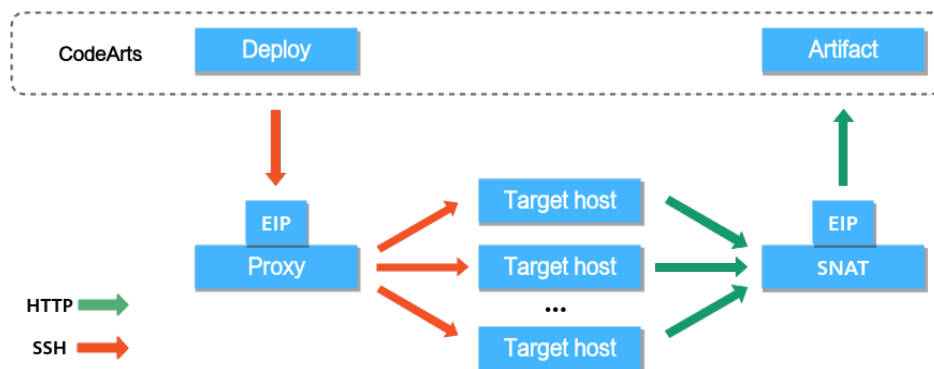 CodeArts
Deploy
Artifact
EIP
Proxy
Target host
Target host
...
Target host
EIP
SNAT
HTTP
SSH